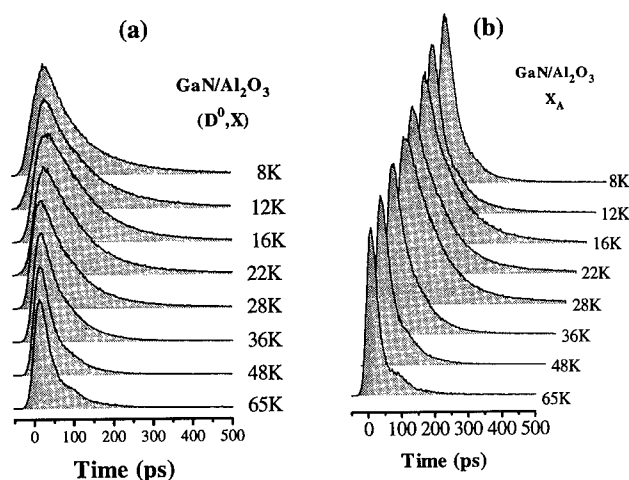 (a)
GaN/Al₂O₃
(D⁰,X)
8K
12K
16K
22K
28K
36K
48K
65K
0 100 200 300 400 500
Time (ps)
(b)
GaN/Al₂O₃
X_A
8K
12K
16K
22K
28K
36K
48K
65K
0 100 200 300 400 500
Time (ps)